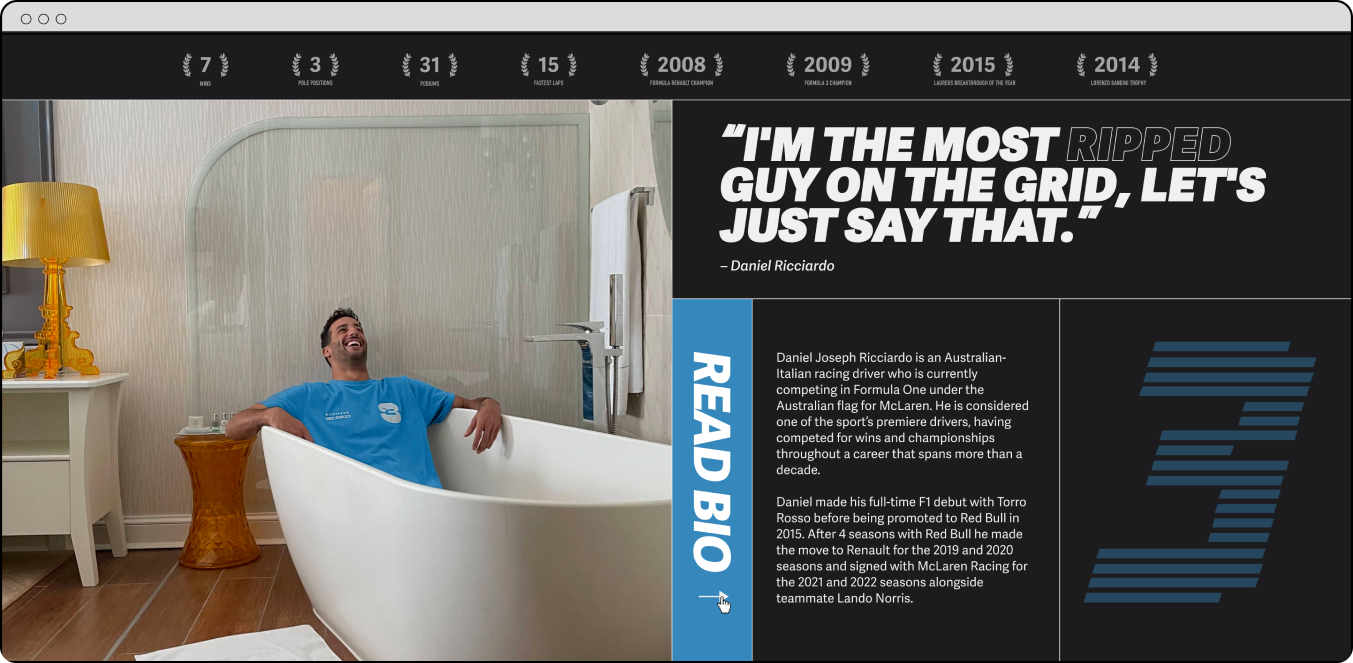 7
WINS
3
POLE POSITIONS
31
PODIUMS
15
FASTEST LAPS
2008
FORMULA RENAULT CHAMPION
2009
FORMULA 3 CHAMPION
2015
LAUREUS BREAKTHROUGH OF THE YEAR
2014
LORENZO BANDINI TROPHY
“I'M THE MOST RIPPED
GUY ON THE GRID, LET'S
JUST SAY THAT.”
– Daniel Ricciardo
READ BIO
Daniel Joseph Ricciardo is an Australian-
Italian racing driver who is currently
competing in Formula One under the
Australian flag for McLaren. He is considered
one of the sport’s premiere drivers, having
competed for wins and championships
throughout a career that spans more than a
decade.
Daniel made his full-time F1 debut with Torro
Rosso before being promoted to Red Bull in
2015. After 4 seasons with Red Bull he made
the move to Renault for the 2019 and 2020
seasons and signed with McLaren Racing for
the 2021 and 2022 seasons alongside
teammate Lando Norris.
3